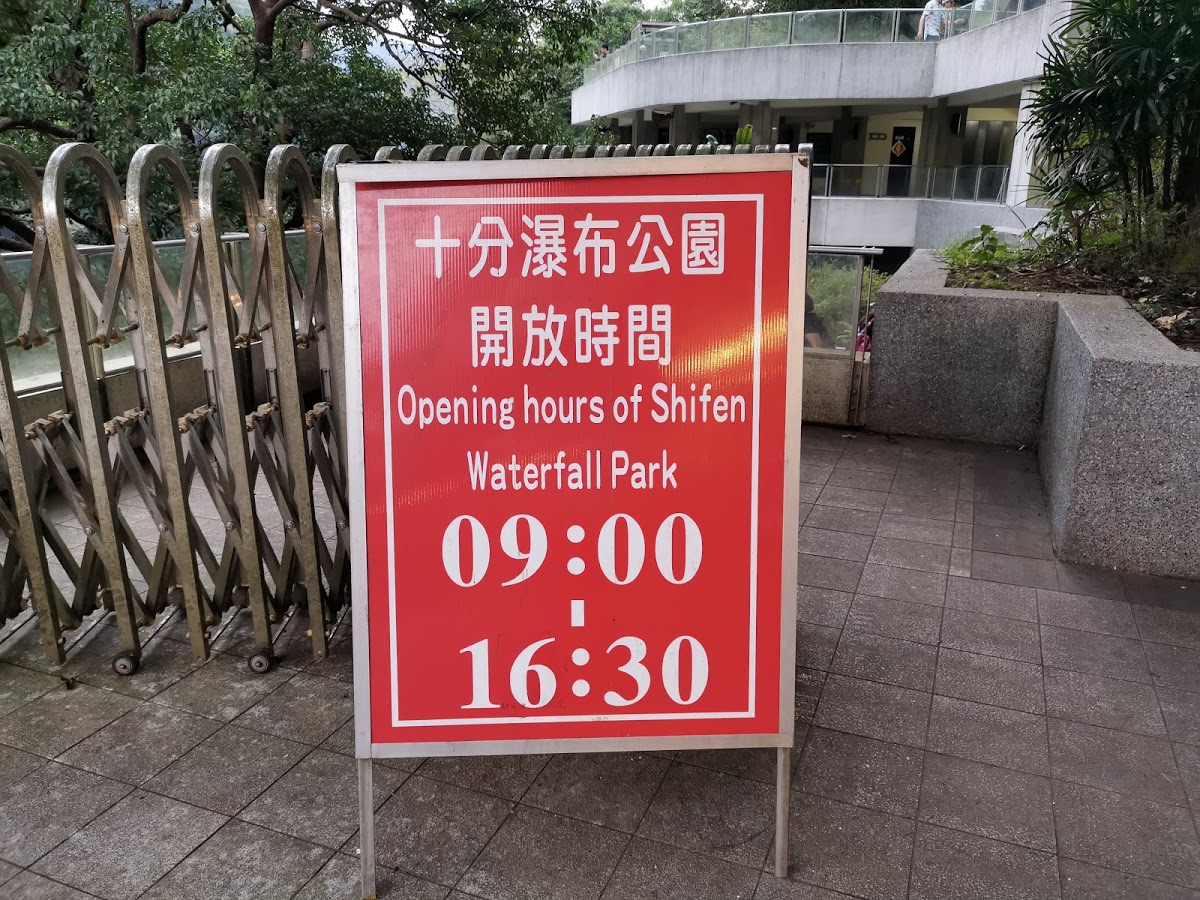 十分瀑布公園
開放時間
Opening hours of Shifen
Waterfall Park
09:00
-
16:30